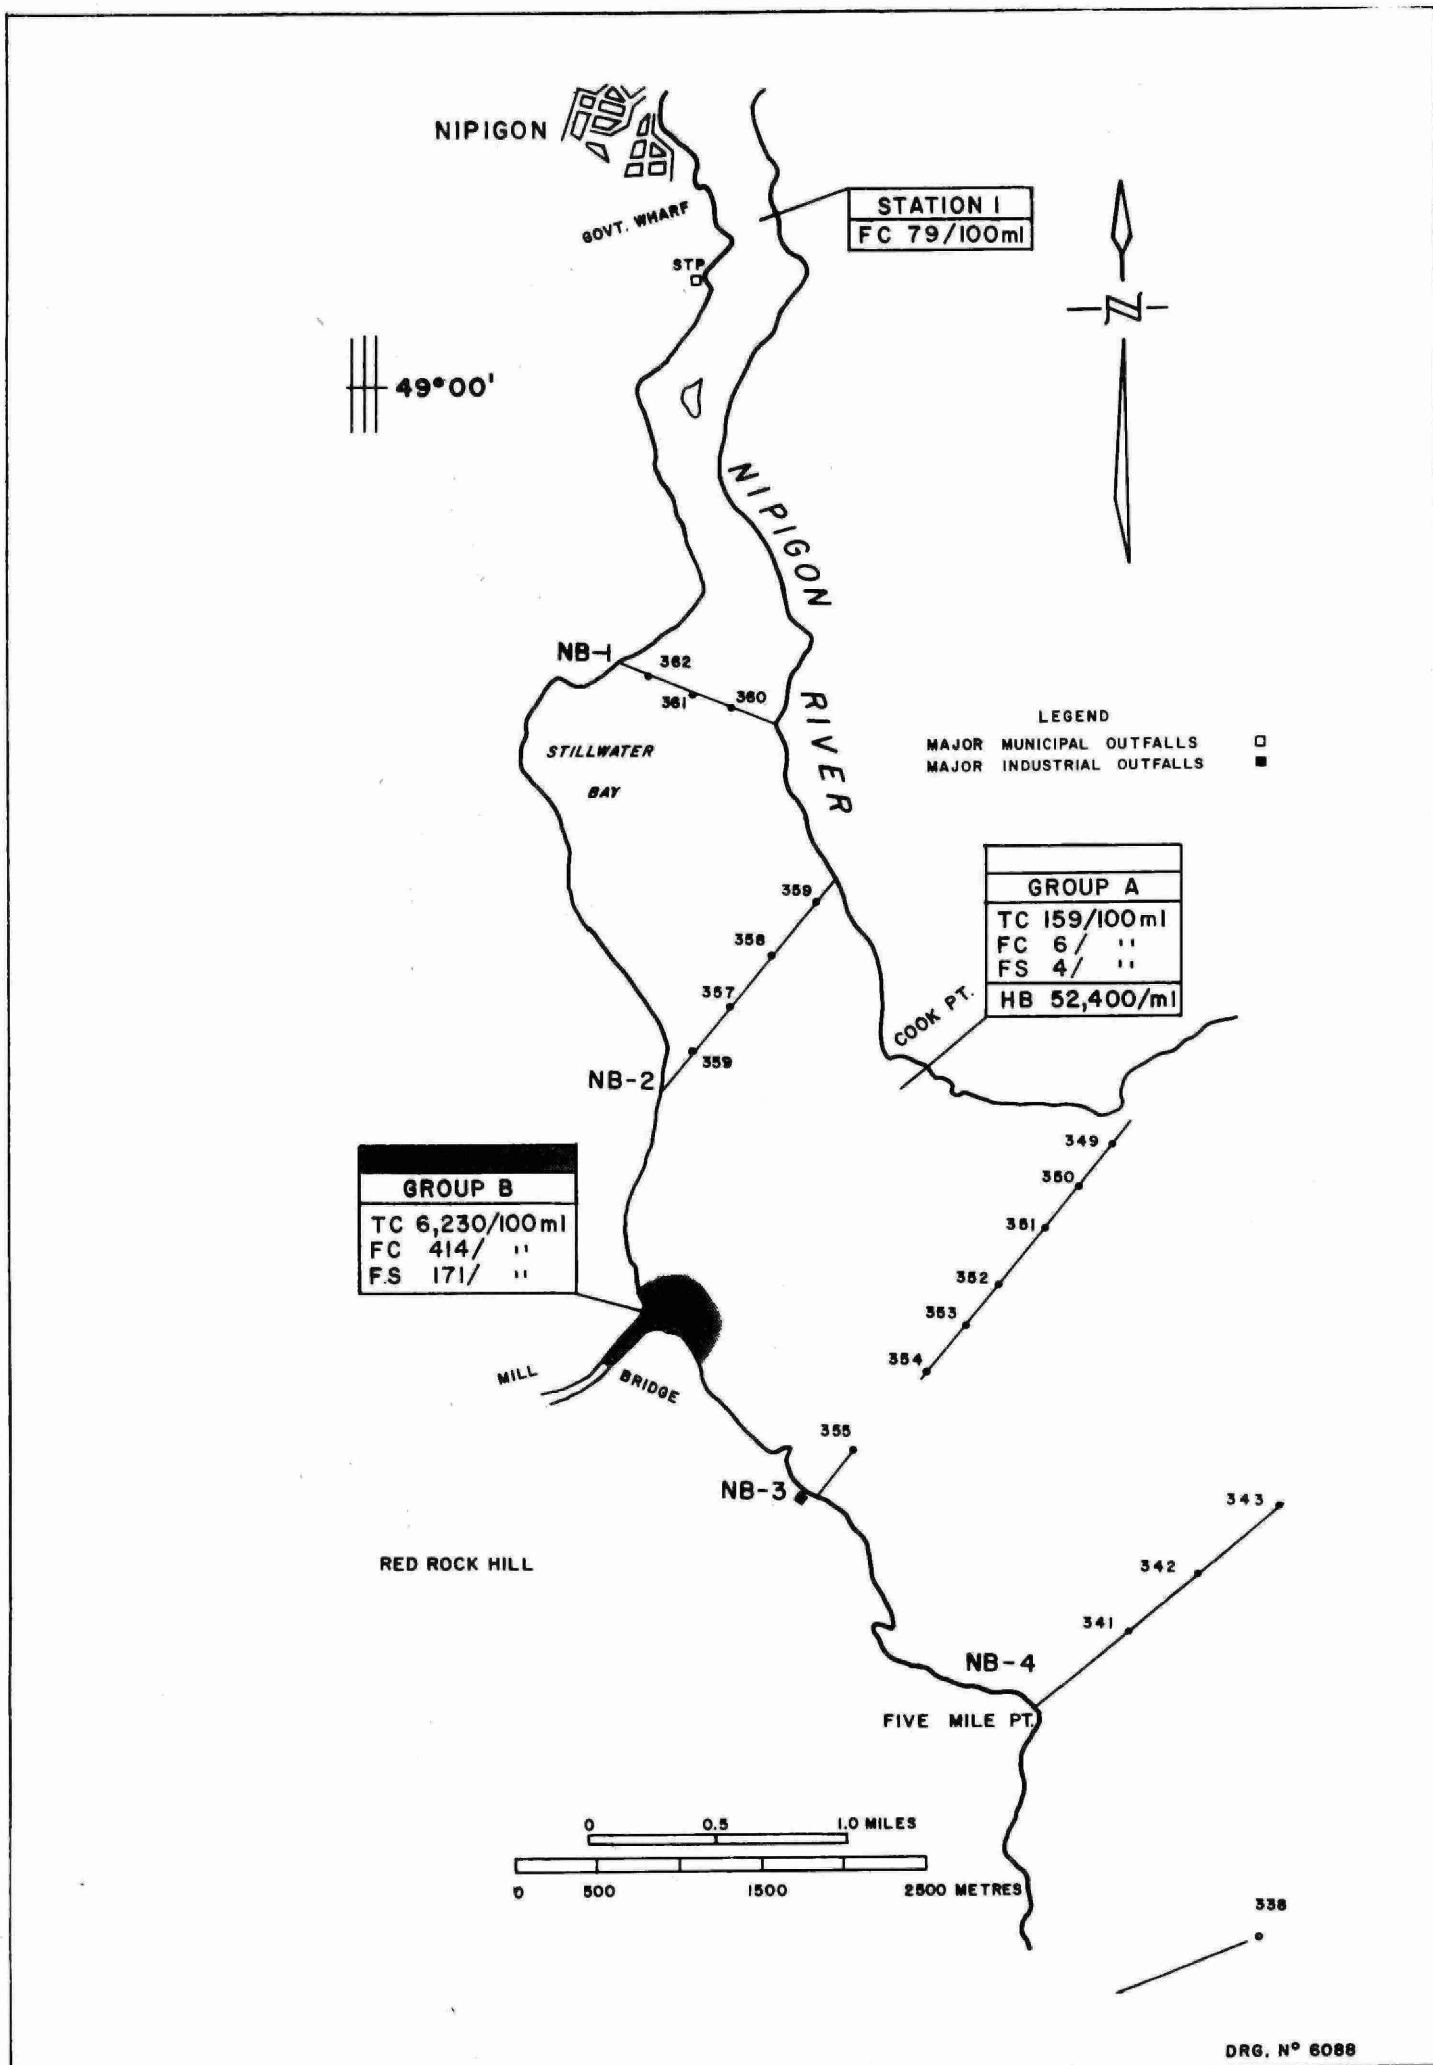 NIPIGON
GOVT. WHARF
STATION 1
FC 79/100ml
STP
N
49°00'
NIPIGON
RIVER
NB-1
362
361
360
LEGEND
MAJOR MUNICIPAL OUTFALLS
MAJOR INDUSTRIAL OUTFALLS
STILLWATER
BAY
359
358
357
359
NB-2
GROUP A
TC 159/100ml
FC 6/ "
FS 4/ "
HB 52,400/ml
COOK PT.
349
350
351
352
353
354
GROUP B
TC 6,230/100ml
FC 414/ "
F.S 171/ "
MILL
BRIDGE
355
NB-3
343
342
341
RED ROCK HILL
NB-4
FIVE MILE PT.
0 0.5 1.0 MILES
0 500 1500 2500 METRES
338
DRG. Nº 6088